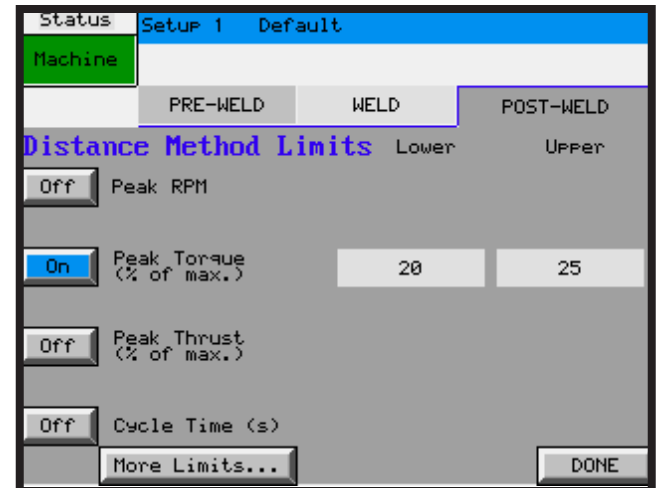 Status Setup 1 Default
Machine
PRE-WELD WELD POST-WELD
Distance Method Limits Lower Upper
Off Peak RPM
On Peak Torque (% of max.) 20 25
Off Peak Thrust (% of max.)
Off Cycle Time (s)
More Limits... DONE